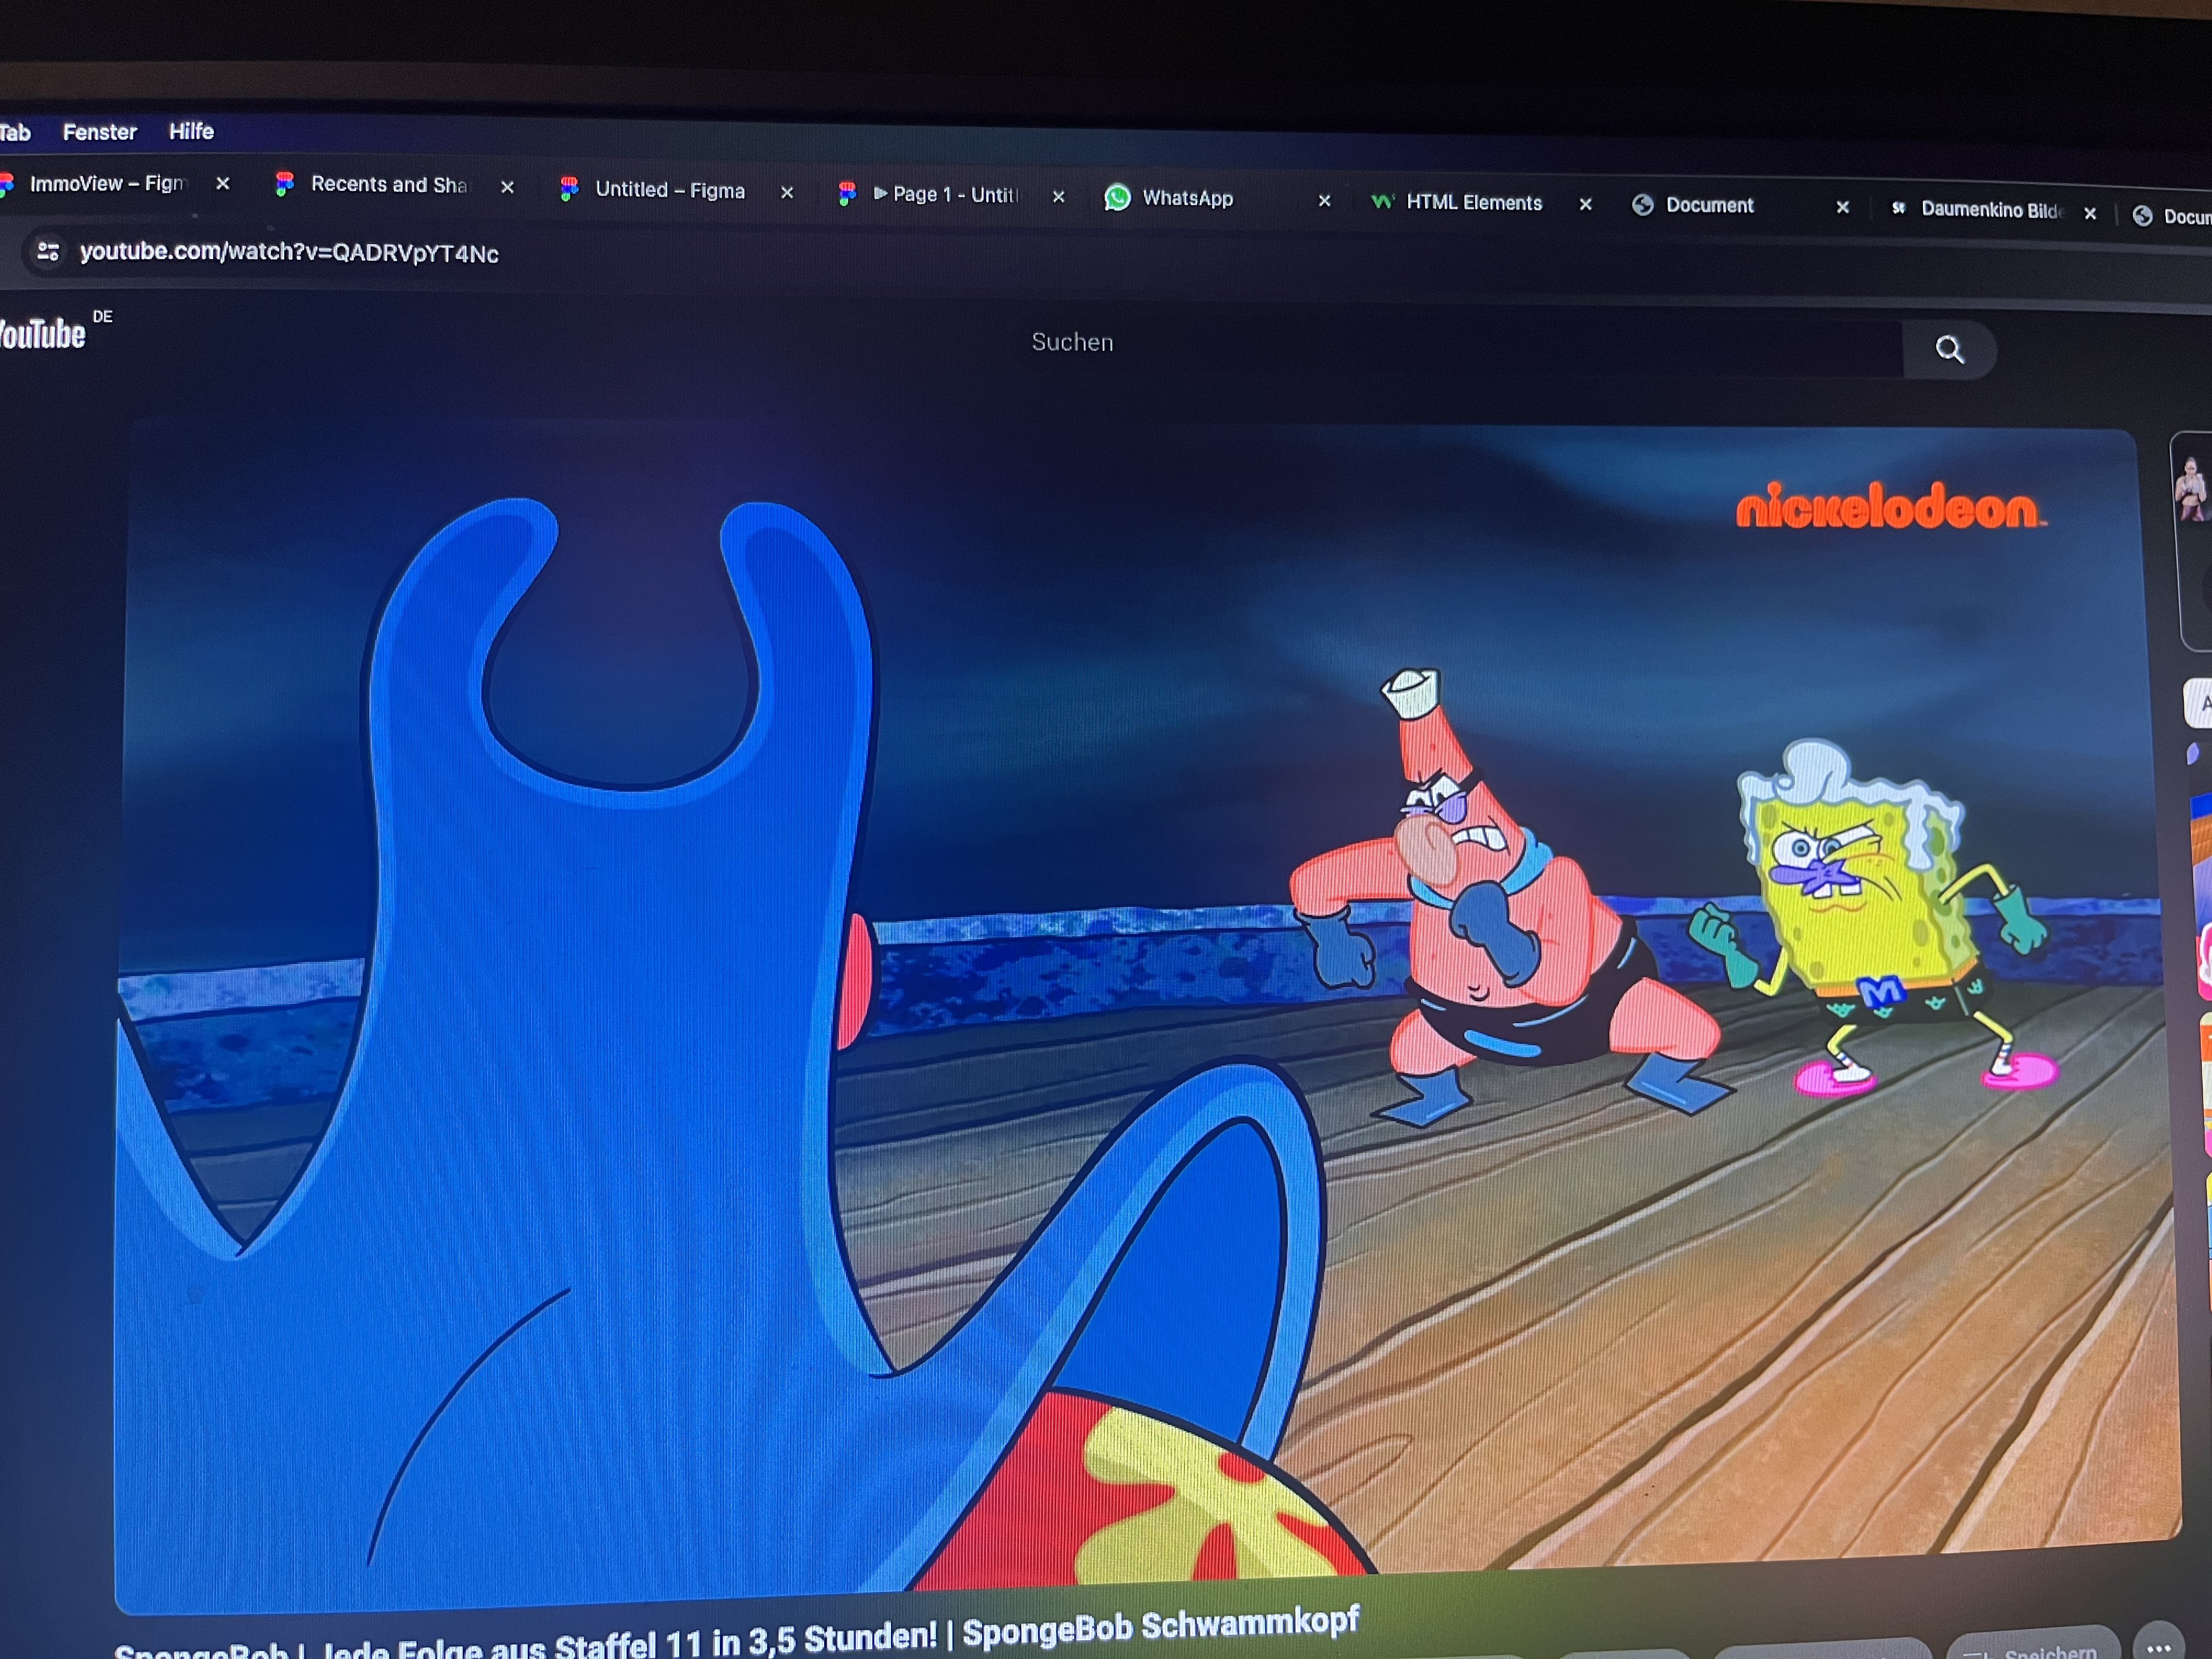 Tab Fenster Hilfe
ImmoView – Figm Recents and Sha Untitled – Figma Page 1 - Untitl WhatsApp HTML Elements Document Daumenkino Bilde Docum
youtube.com/watch?v=QADRVpYT4Nc
YouTube DE
Suchen
nickelodeon
M
A
SpongeBob | Jede Folge aus Staffel 11 in 3,5 Stunden! | SpongeBob Schwammkopf
Speichern